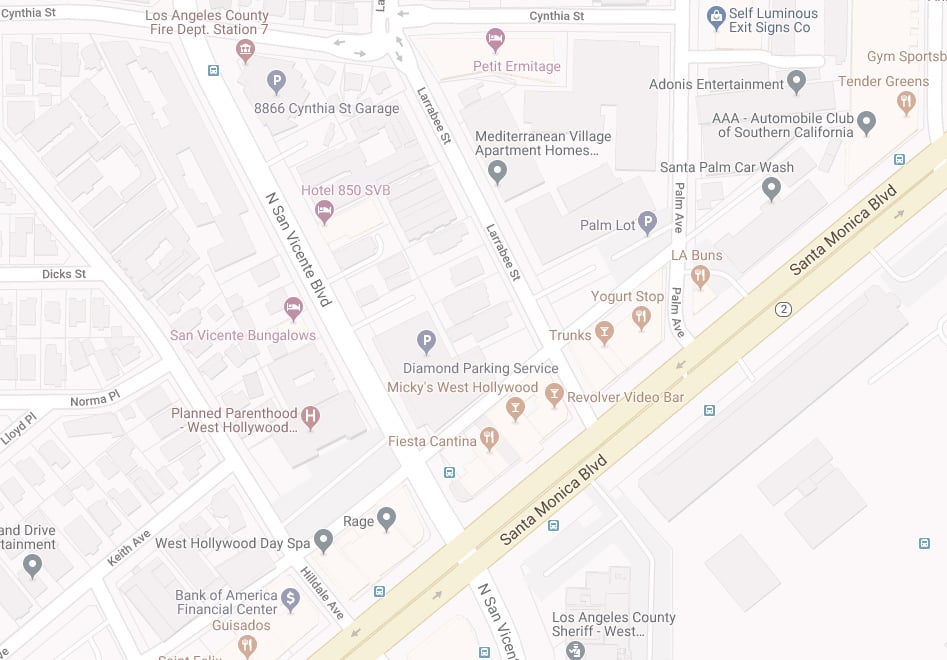 Cynthia St
Los Angeles County
Fire Dept. Station 7
La
Cynthia St
Self Luminous
Exit Signs Co
Petit Ermitage
Gym Sportsb
Adonis Entertainment
Tender Greens
P
8866 Cynthia St Garage
Larrabee St
AAA - Automobile Club
of Southern California
Mediterranean Village
Apartment Homes...
Santa Palm Car Wash
Hotel 850 SVB
Palm Ave
Santa Monica Blvd
Palm Lot
P
N San Vicente Blvd
Larrabee St
LA Buns
Dicks St
Yogurt Stop
Palm Ave
2
San Vicente Bungalows
Trunks
P
Diamond Parking Service
Micky's West Hollywood
Revolver Video Bar
Norma Pl
Lloyd Pl
Planned Parenthood
- West Hollywood...
H
Fiesta Cantina
Santa Monica Blvd
Rage
and Drive
rtainment
Keith Ave
West Hollywood Day Spa
Hilldale Ave
Bank of America
Financial Center
$
N San Vicen
Los Angeles County
Sheriff - West...
Guisados
Saint Felix
ve